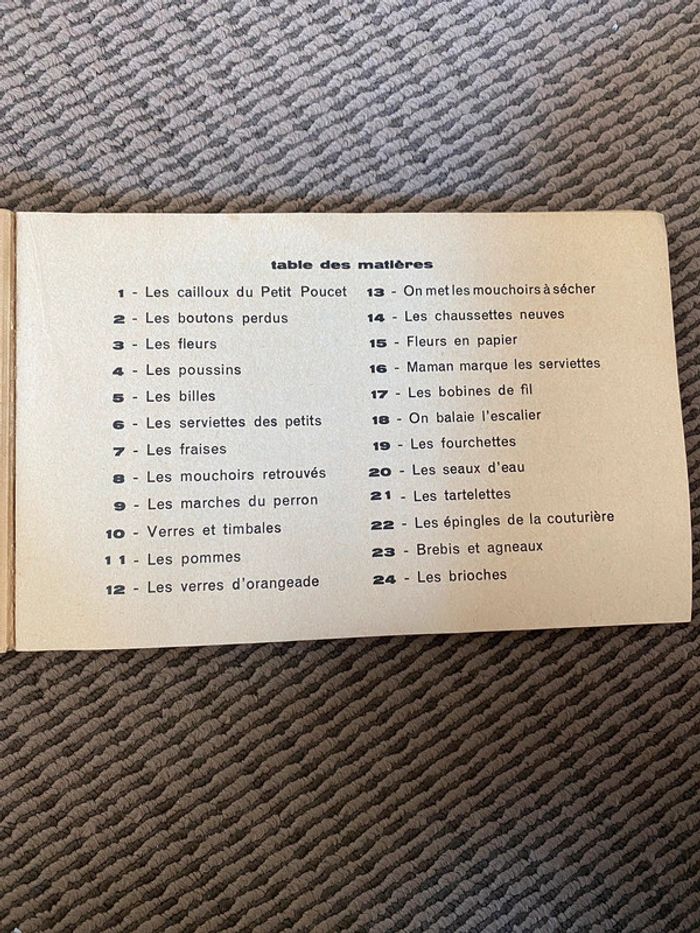 table des matières
1 - Les cailloux du Petit Poucet
2 - Les boutons perdus
3 - Les fleurs
4 - Les poussins
5 - Les billes
6 - Les serviettes des petits
7 - Les fraises
8 - Les mouchoirs retrouvés
9 - Les marches du perron
10 - Verres et timbales
11 - Les pommes
12 - Les verres d'orangeade
13 - On met les mouchoirs à sécher
14 - Les chaussettes neuves
15 - Fleurs en papier
16 - Maman marque les serviettes
17 - Les bobines de fil
18 - On balaie l'escalier
19 - Les fourchettes
20 - Les seaux d'eau
21 - Les tartelettes
22 - Les épingles de la couturière
23 - Brebis et agneaux
24 - Les brioches